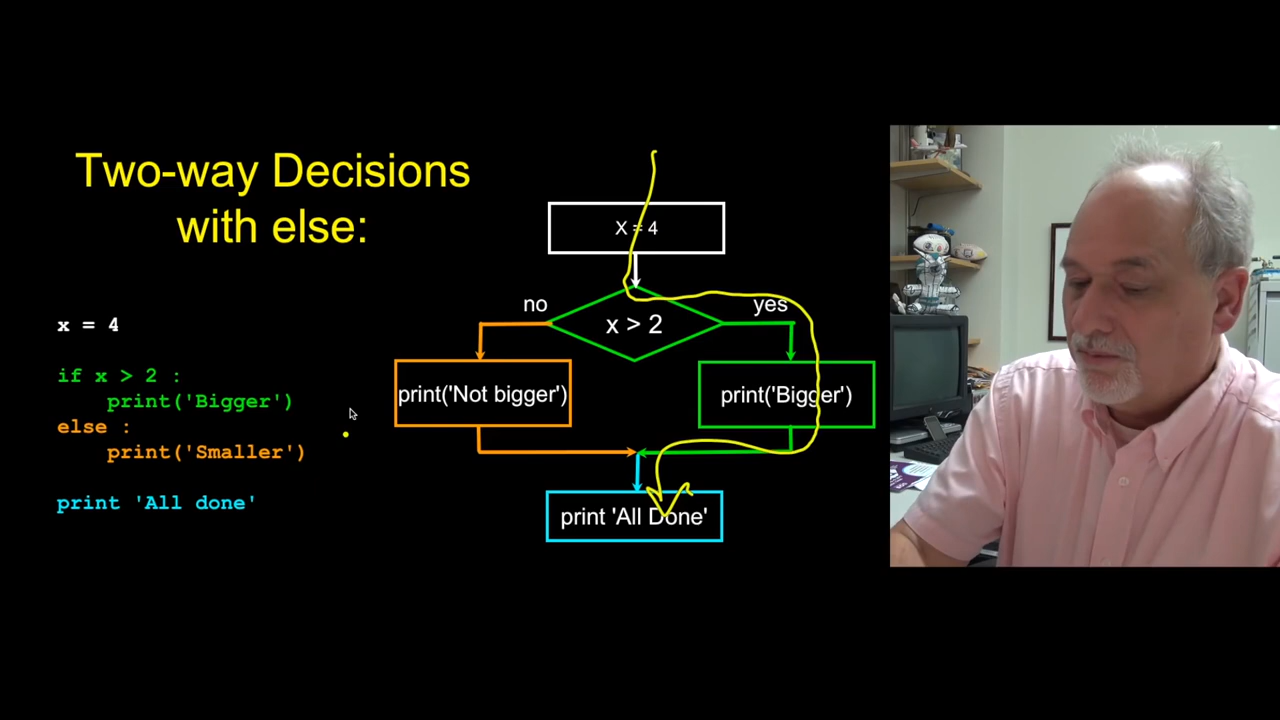 Two-way Decisions
with else:
x = 4
if x > 2 :
print('Bigger')
else :
print('Smaller')
print 'All done'
X = 4
no
yes
x > 2
print('Not bigger')
print('Bigger')
print 'All Done'